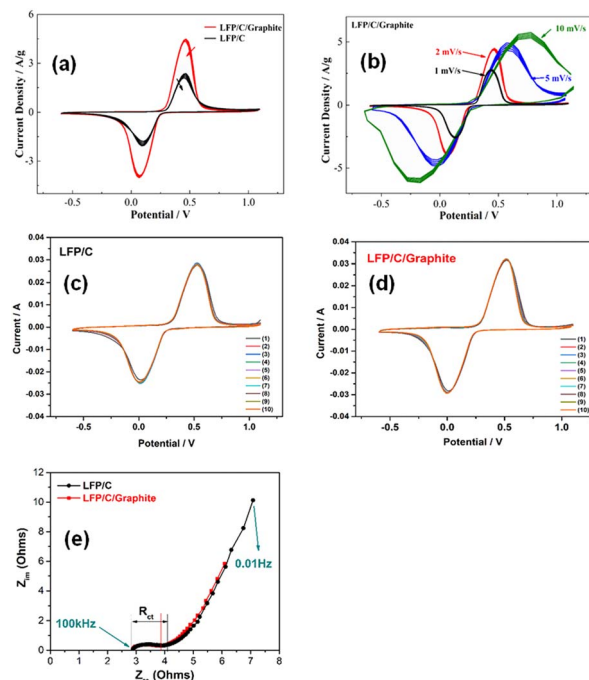 (a)
LFP/C/Graphite
LFP/C
Current Density / A/g
3
0
-3
-0.5 0.0 0.5 1.0
Potential / V
(b)
LFP/C/Graphite
10 mV/s
2 mV/s
1 mV/s
5 mV/s
Current Density / A/g
5
0
-5
-0.5 0.0 0.5 1.0
Potential / V
LFP/C
(c)
Current / A
0.04
0.03
0.02
0.01
0.00
-0.01
-0.02
-0.03
-0.04
(1)
(2)
(3)
(4)
(5)
(6)
(7)
(8)
(9)
(10)
-0.5 0.0 0.5 1.0
Potential / V
LFP/C/Graphite
(d)
Current / A
0.04
0.03
0.02
0.01
0.00
-0.01
-0.02
-0.03
-0.04
(1)
(2)
(3)
(4)
(5)
(6)
(7)
(8)
(9)
(10)
-0.5 0.0 0.5 1.0
Potential / V
LFP/C
LFP/C/Graphite
(e)
Zim (Ohms)
12
10
8
6
4
2
0
0.01Hz
Rct
100kHz
3 4 5 6 7 8
(Ohms)